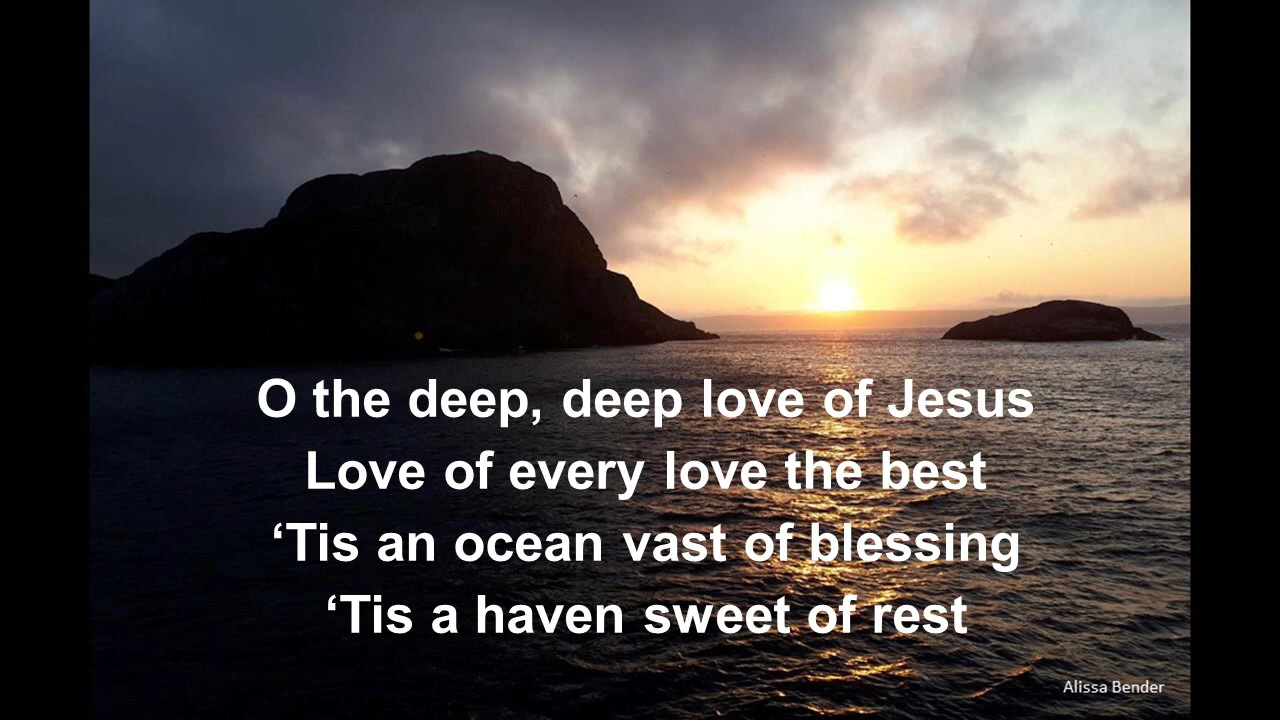 O the deep, deep love of Jesus
Love of every love the best
‘Tis an ocean vast of blessing
‘Tis a haven sweet of rest
Alissa Bender